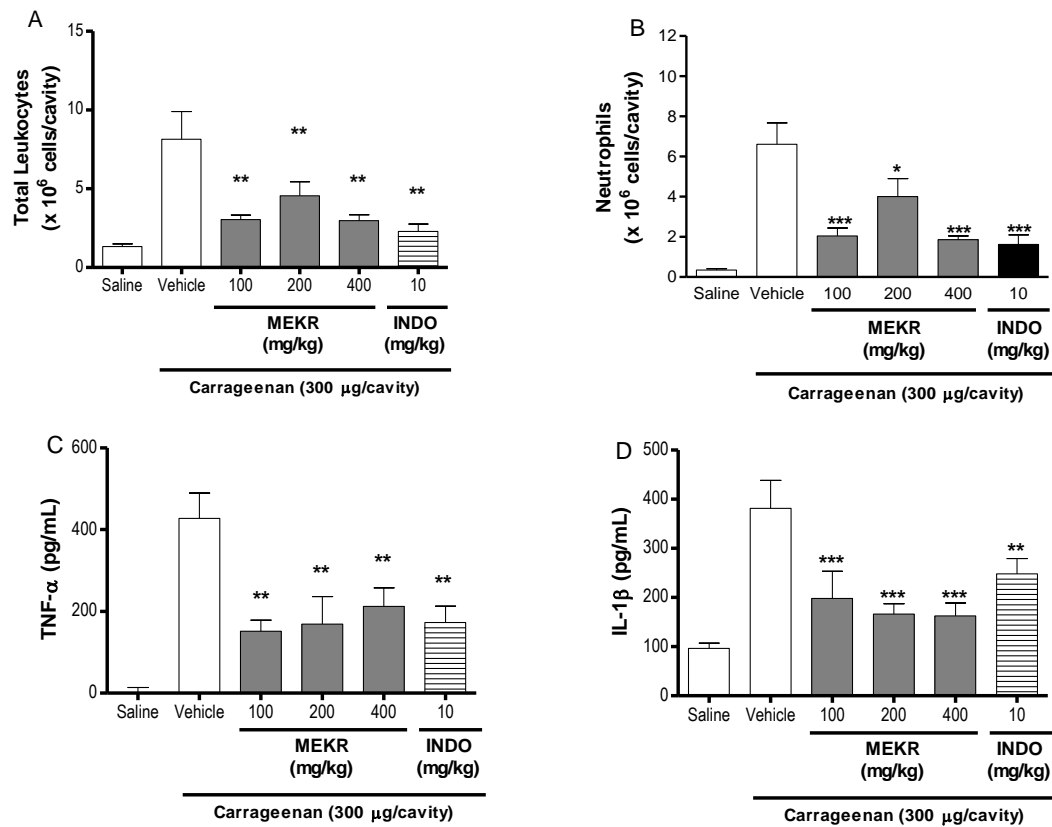 A
Total Leukocytes
(x 10⁶ cells/cavity)
15
10
5
0
**
**
**
**
Saline Vehicle 100 200 400 10
MEKR INDO
(mg/kg) (mg/kg)
Carrageenan (300 μg/cavity)
B
Neutrophils
(x 10⁶ cells/cavity)
12
10
8
6
4
2
0
***
*
***
***
Saline Vehicle 100 200 400 10
MEKR INDO
(mg/kg) (mg/kg)
Carrageenan (300 μg/cavity)
C
TNF-α (pg/mL)
600
400
200
0
**
**
**
**
Saline Vehicle 100 200 400 10
MEKR INDO
(mg/kg) (mg/kg)
Carrageenan (300 μg/cavity)
D
IL-1β (pg/mL)
500
400
300
200
100
0
***
***
***
**
Saline Vehicle 100 200 400 10
MEKR INDO
(mg/kg) (mg/kg)
Carrageenan (300 μg/cavity)